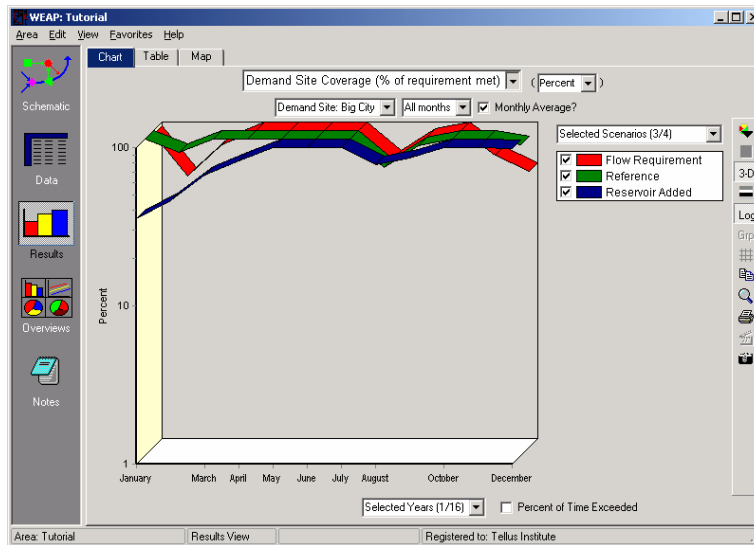 WEAP: Tutorial
Area Edit View Favorites Help
Chart Table Map
Demand Site Coverage (% of requirement met) ( Percent )
Demand Site: Big City All months Monthly Average?
Selected Scenarios (3/4)
Flow Requirement
Reference
Reservoir Added
Schematic
Data
Results
Overviews
Notes
3-D
Log
Grp
Percent
100
10
1
January March April May June July August October December
Selected Years (1/16) Percent of Time Exceeded
Area: Tutorial Results View Registered to: Tellus Institute